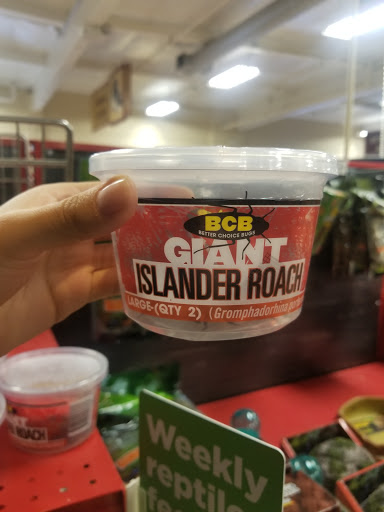 BCB
BETTER CHOICE BUGS
GIANT
ISLANDER ROACH
LARGE-(QTY 2) (Gromphadorhina
ROACH
Weekly
reptile